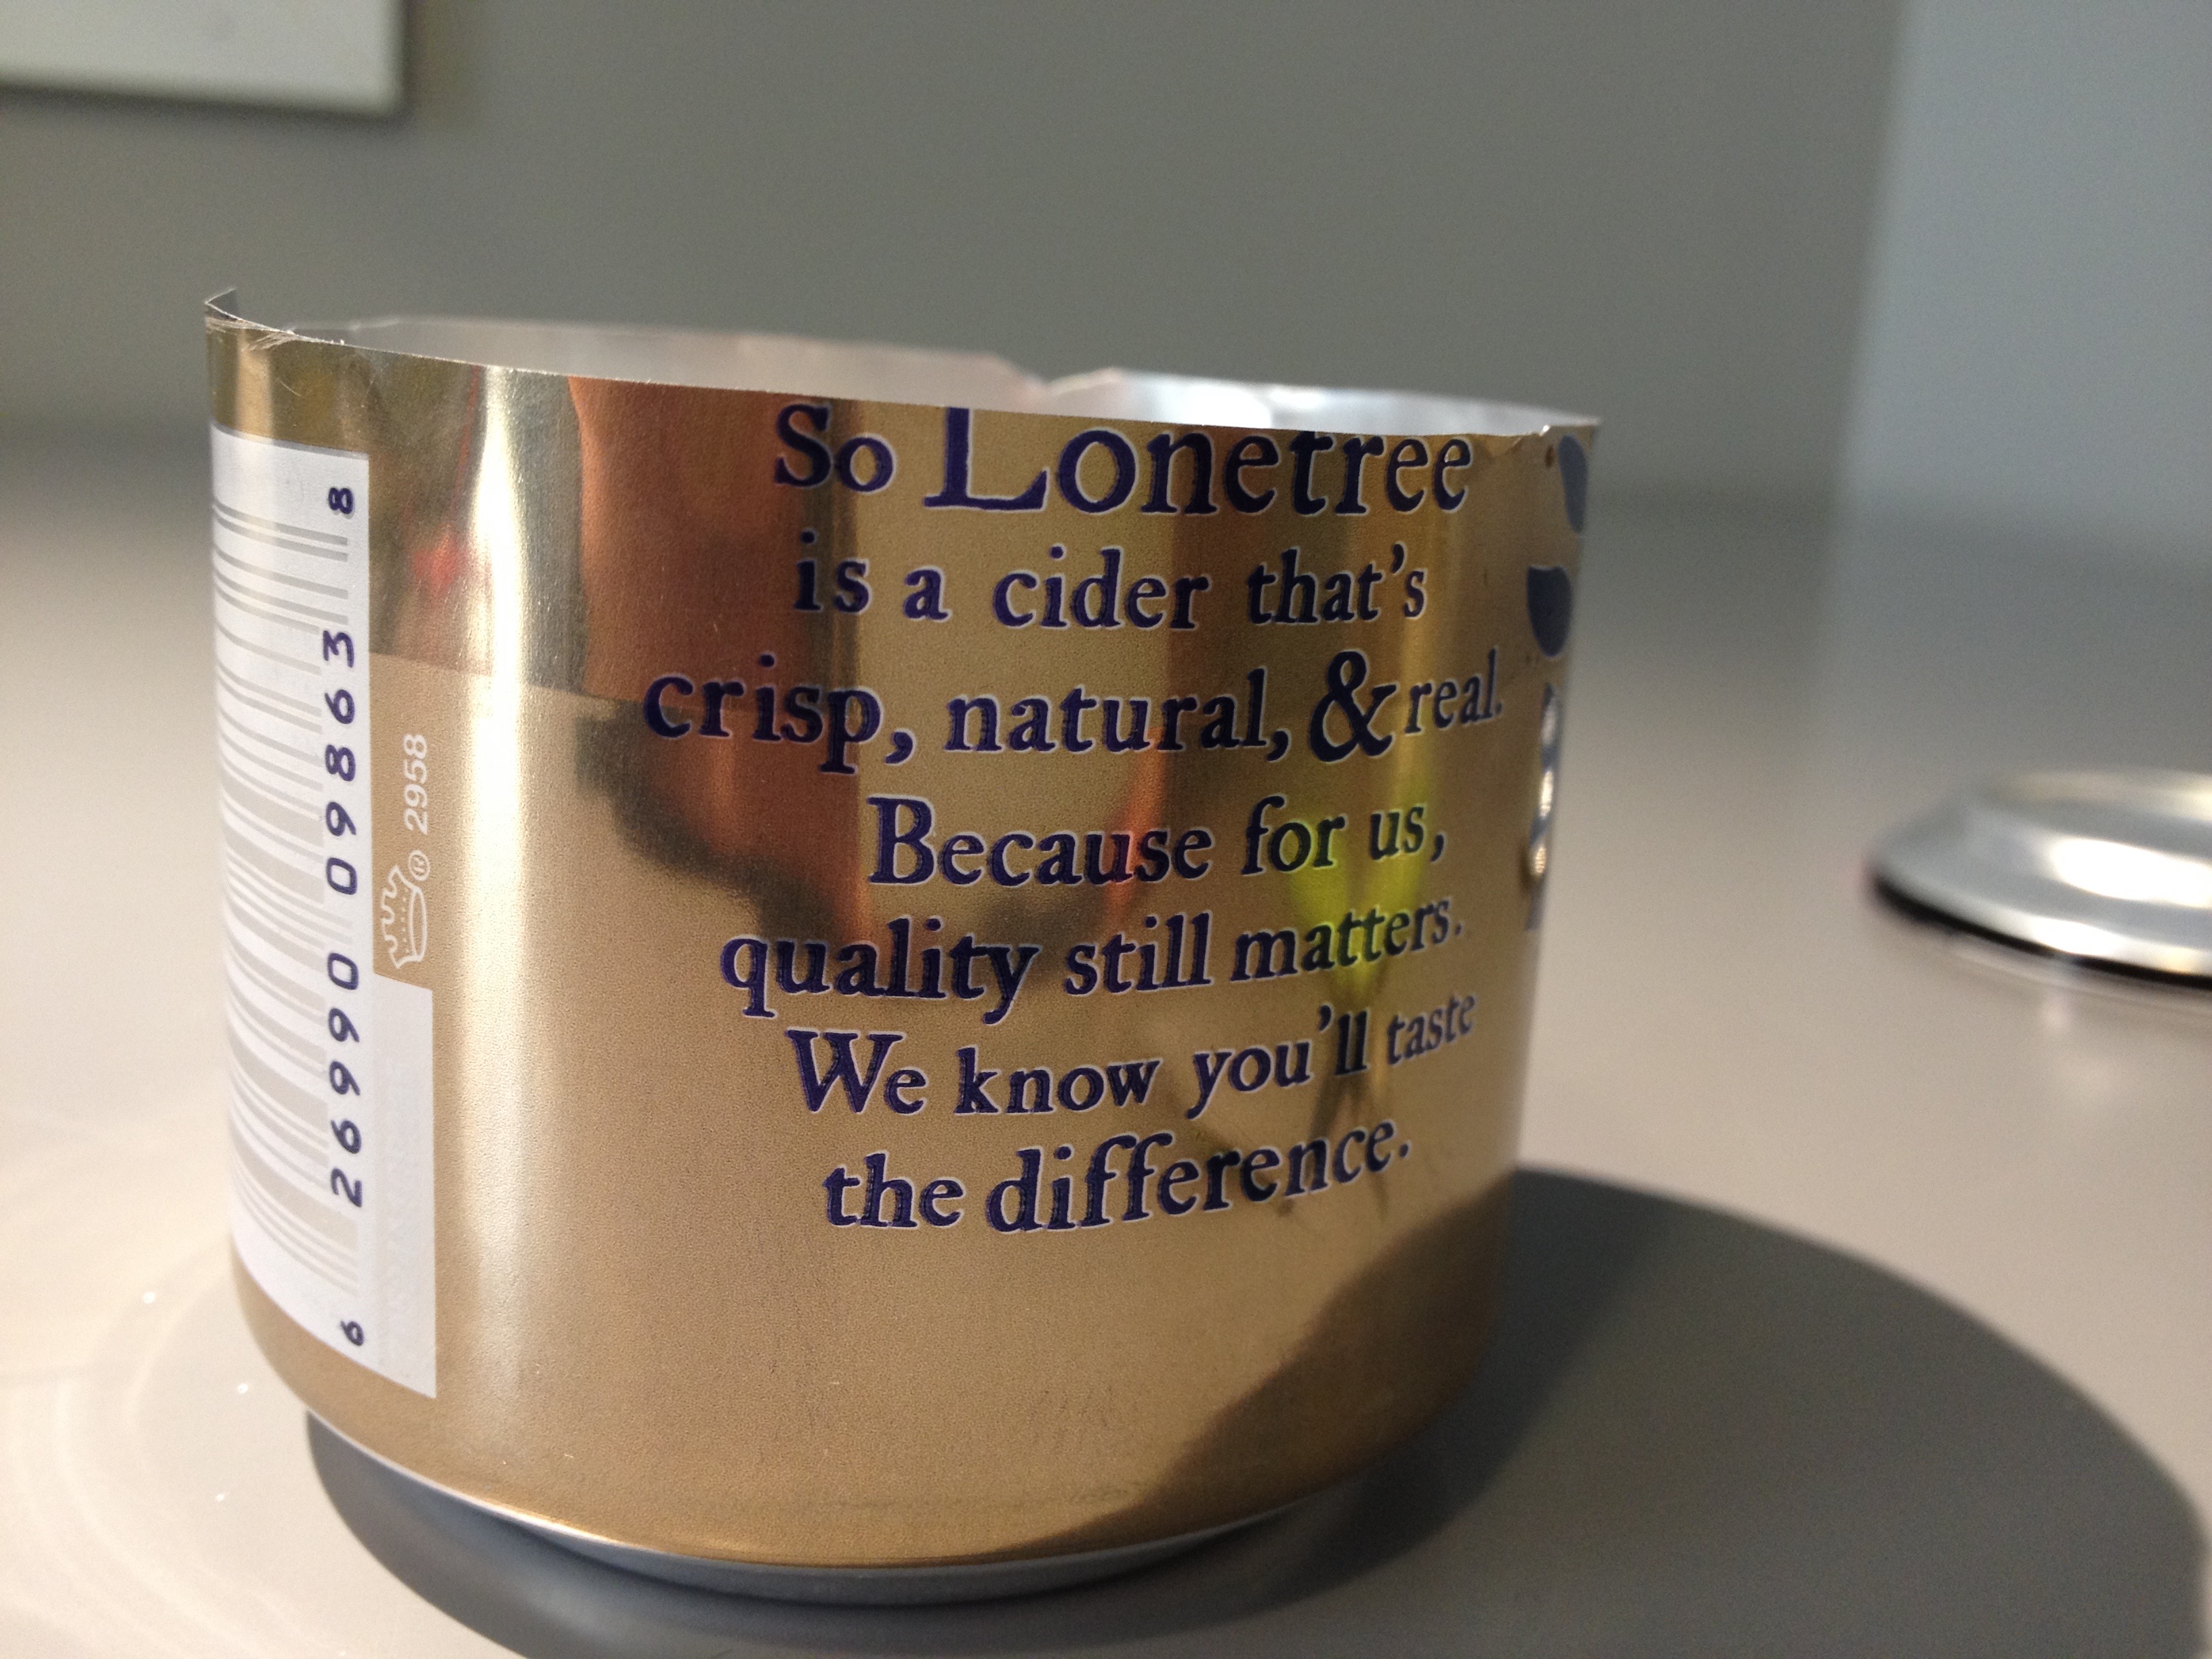 So Lonetree
is a cider that's
crisp, natural, & real.
Because for us,
quality still matters.
We know you'll taste
the difference.
6 26990 09863 8
® 2958